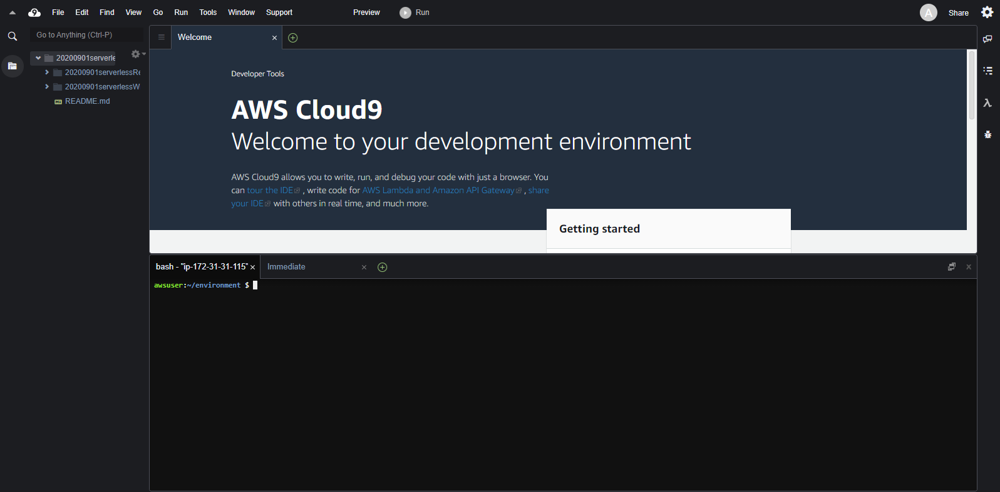 File Edit Find View Go Run Tools Window Support Preview Run A Share
Go to Anything (Ctrl-P)
20200901serverle
20200901serverlessRe
20200901serverlessW
README.md
Welcome
Developer Tools
AWS Cloud9
Welcome to your development environment
AWS Cloud9 allows you to write, run, and debug your code with just a browser. You
can tour the IDE , write code for AWS Lambda and Amazon API Gateway , share
your IDE with others in real time, and much more.
Getting started
bash - "ip-172-31-31-115" Immediate
awsuser:~/environment $